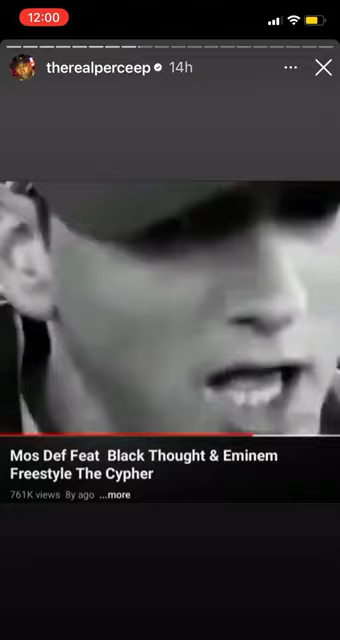 12:00
therealperceep 14h
Mos Def Feat Black Thought & Eminem
Freestyle The Cypher
761K views 8y ago ...more